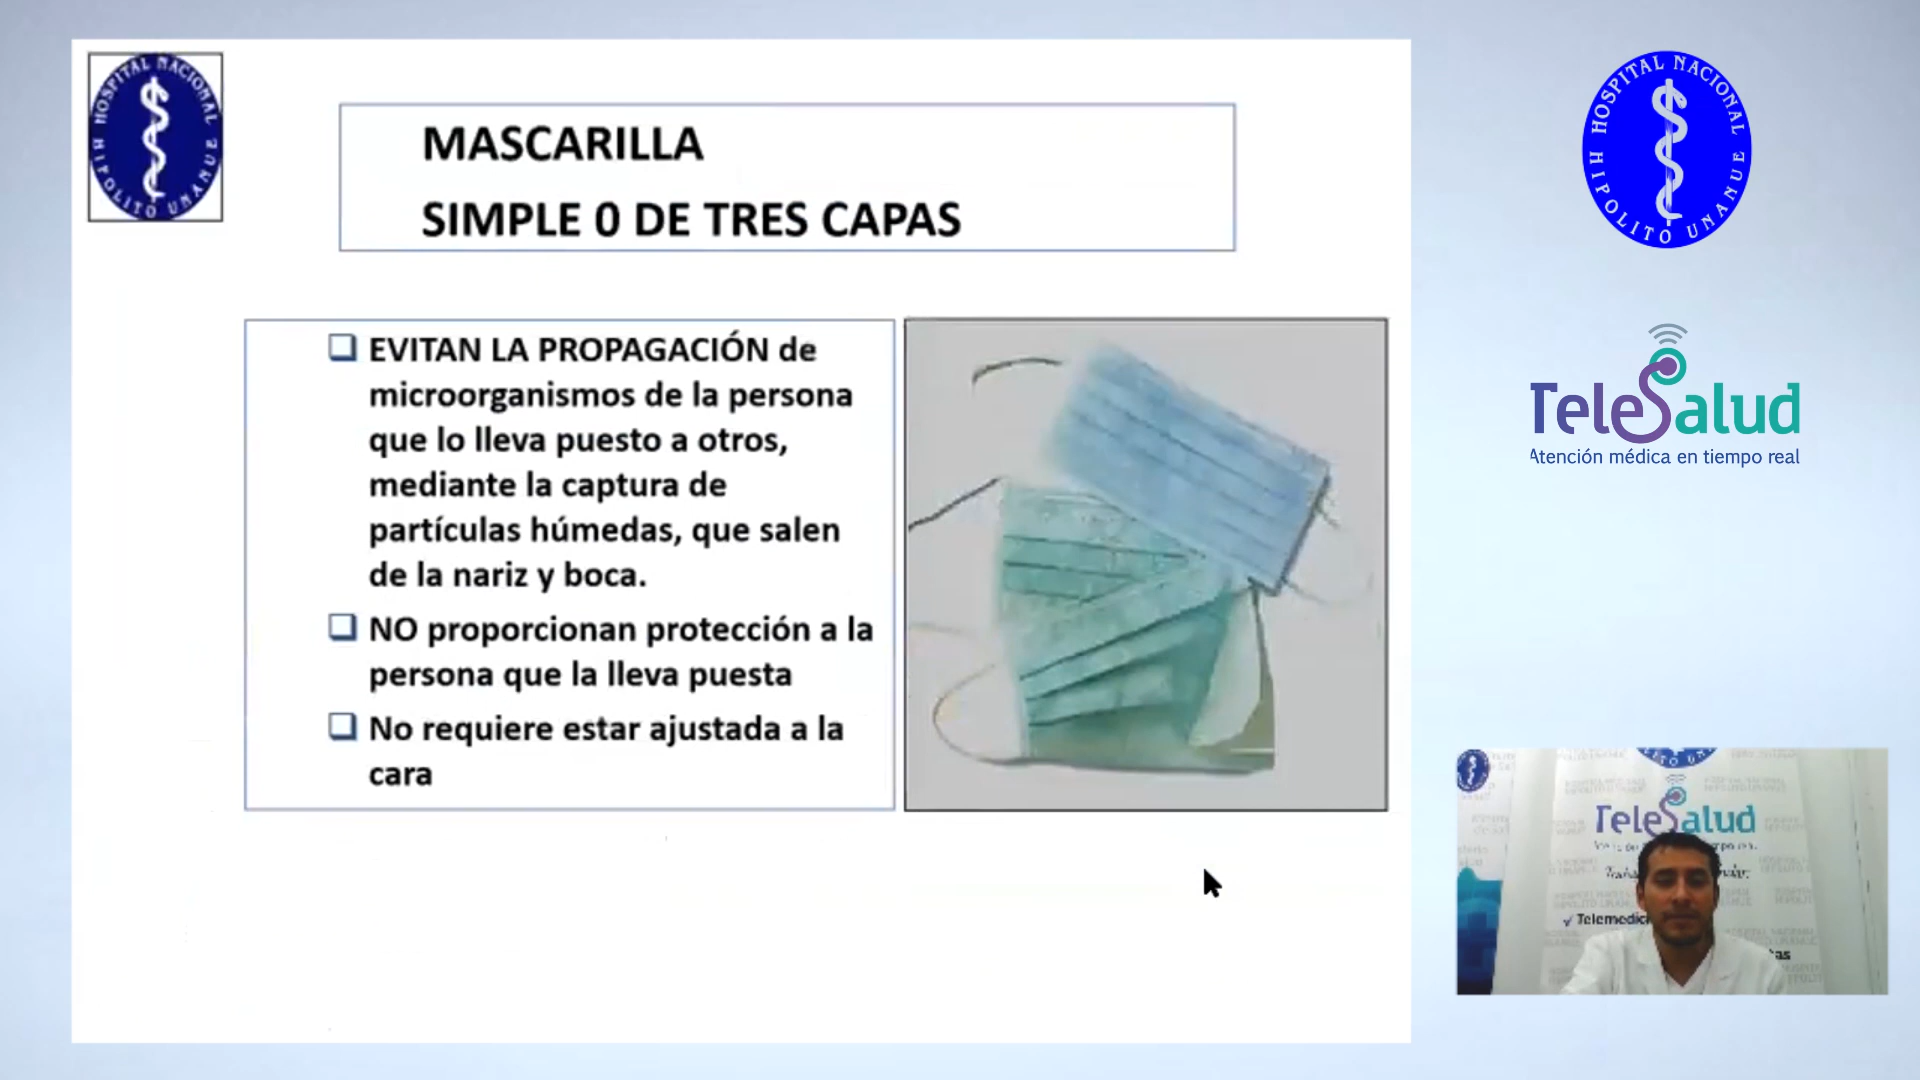 HOSPITAL NACIONAL
HIPOLITO UNANUE
MASCARILLA
SIMPLE 0 DE TRES CAPAS
EVITAN LA PROPAGACIÓN de
microorganismos de la persona
que lo lleva puesto a otros,
mediante la captura de
partículas húmedas, que salen
de la nariz y boca.
NO proporcionan protección a la
persona que la lleva puesta
No requiere estar ajustada a la
cara
HOSPITAL NACIONAL
HIPOLITO UNANUE
TeleSalud
Atención médica en tiempo real
TeleSalud
Telemedic